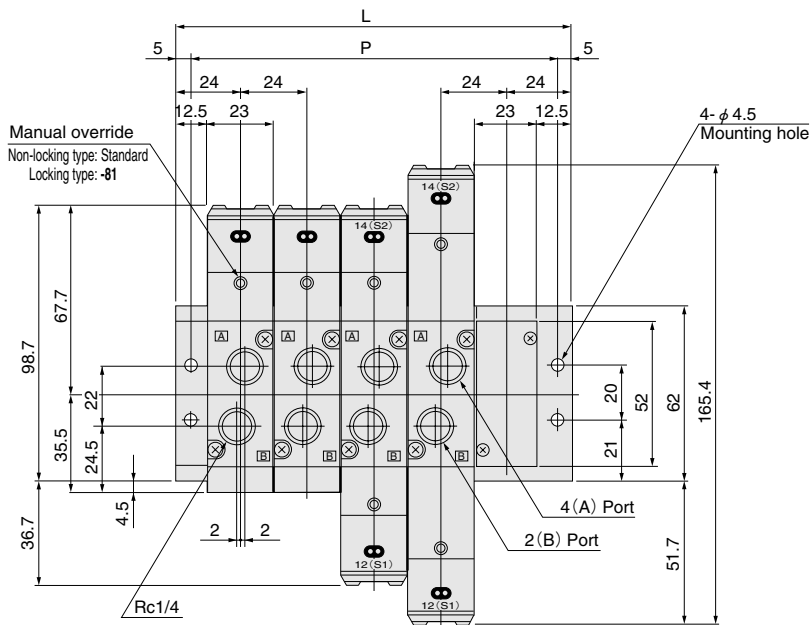 L
5 P 5
24 24 24 24
12.5 23 23 12.5
Manual override
Non-locking type: Standard
Locking type: -81
4- φ 4.5
Mounting hole
14(S2)
14(S2)
98.7
67.7
22
35.5
24.5
4.5
36.7
A A A A
B B B B
20
52
62
165.4
21
51.7
2 2
4(A) Port
2(B) Port
12(S1)
12(S1)
Rc1/4